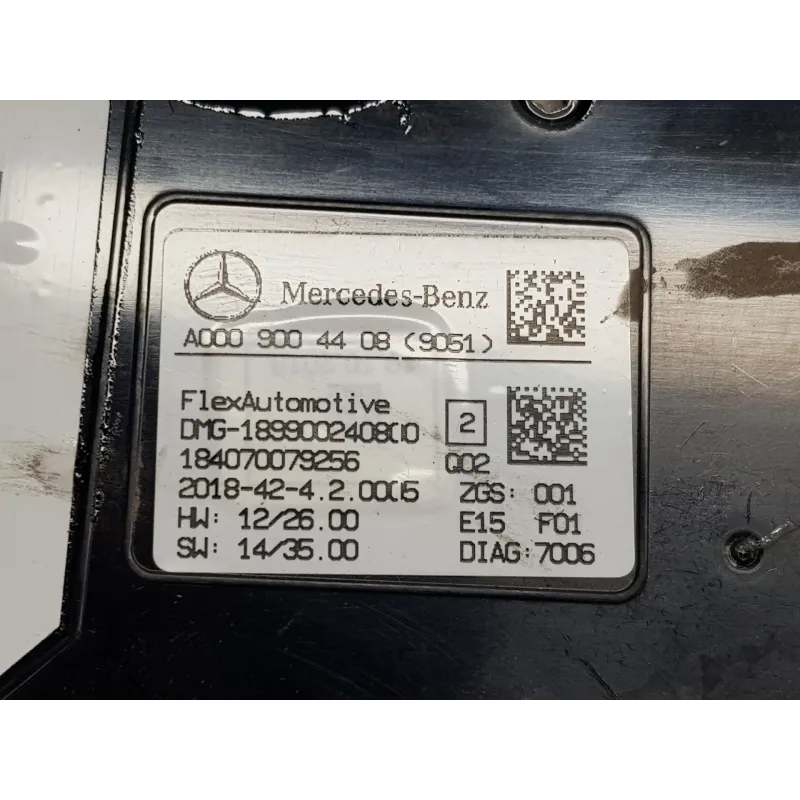 Mercedes-Benz
A000 900 44 08 (9051)
FlexAutomotive
DMG-18990024080() 2
184070079256 Q02
2018-42-4.2.0005 ZGS: 001
HW: 12/26.00 E15 F01
SW: 14/35.00 DIAG:7006